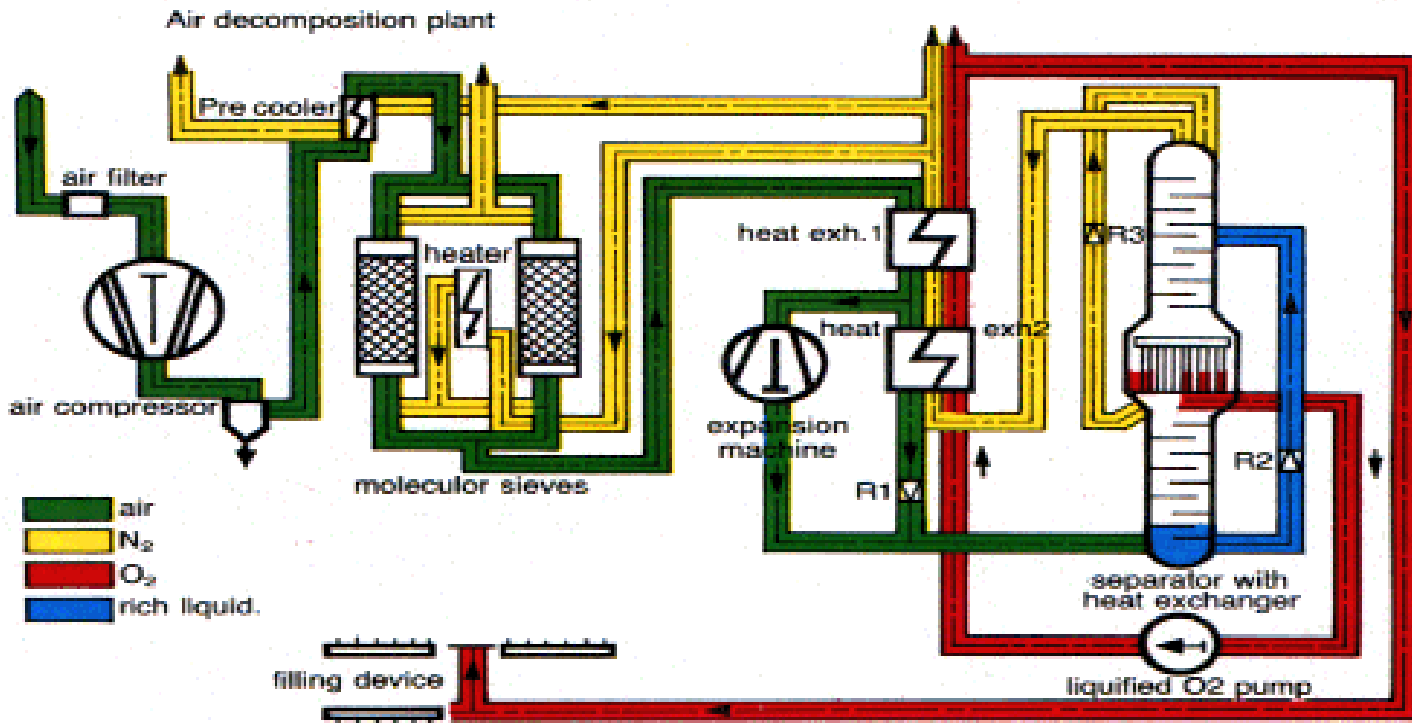 Air decomposition plant
Pre cooler
air filter
heater
heat exh.1
R3
heat exh2
air compressor
expansion
machine
R1
R2
moleculor sieves
air
N₂
O₂
rich liquid.
separator with
heat exchanger
filling device
liquified O2 pump